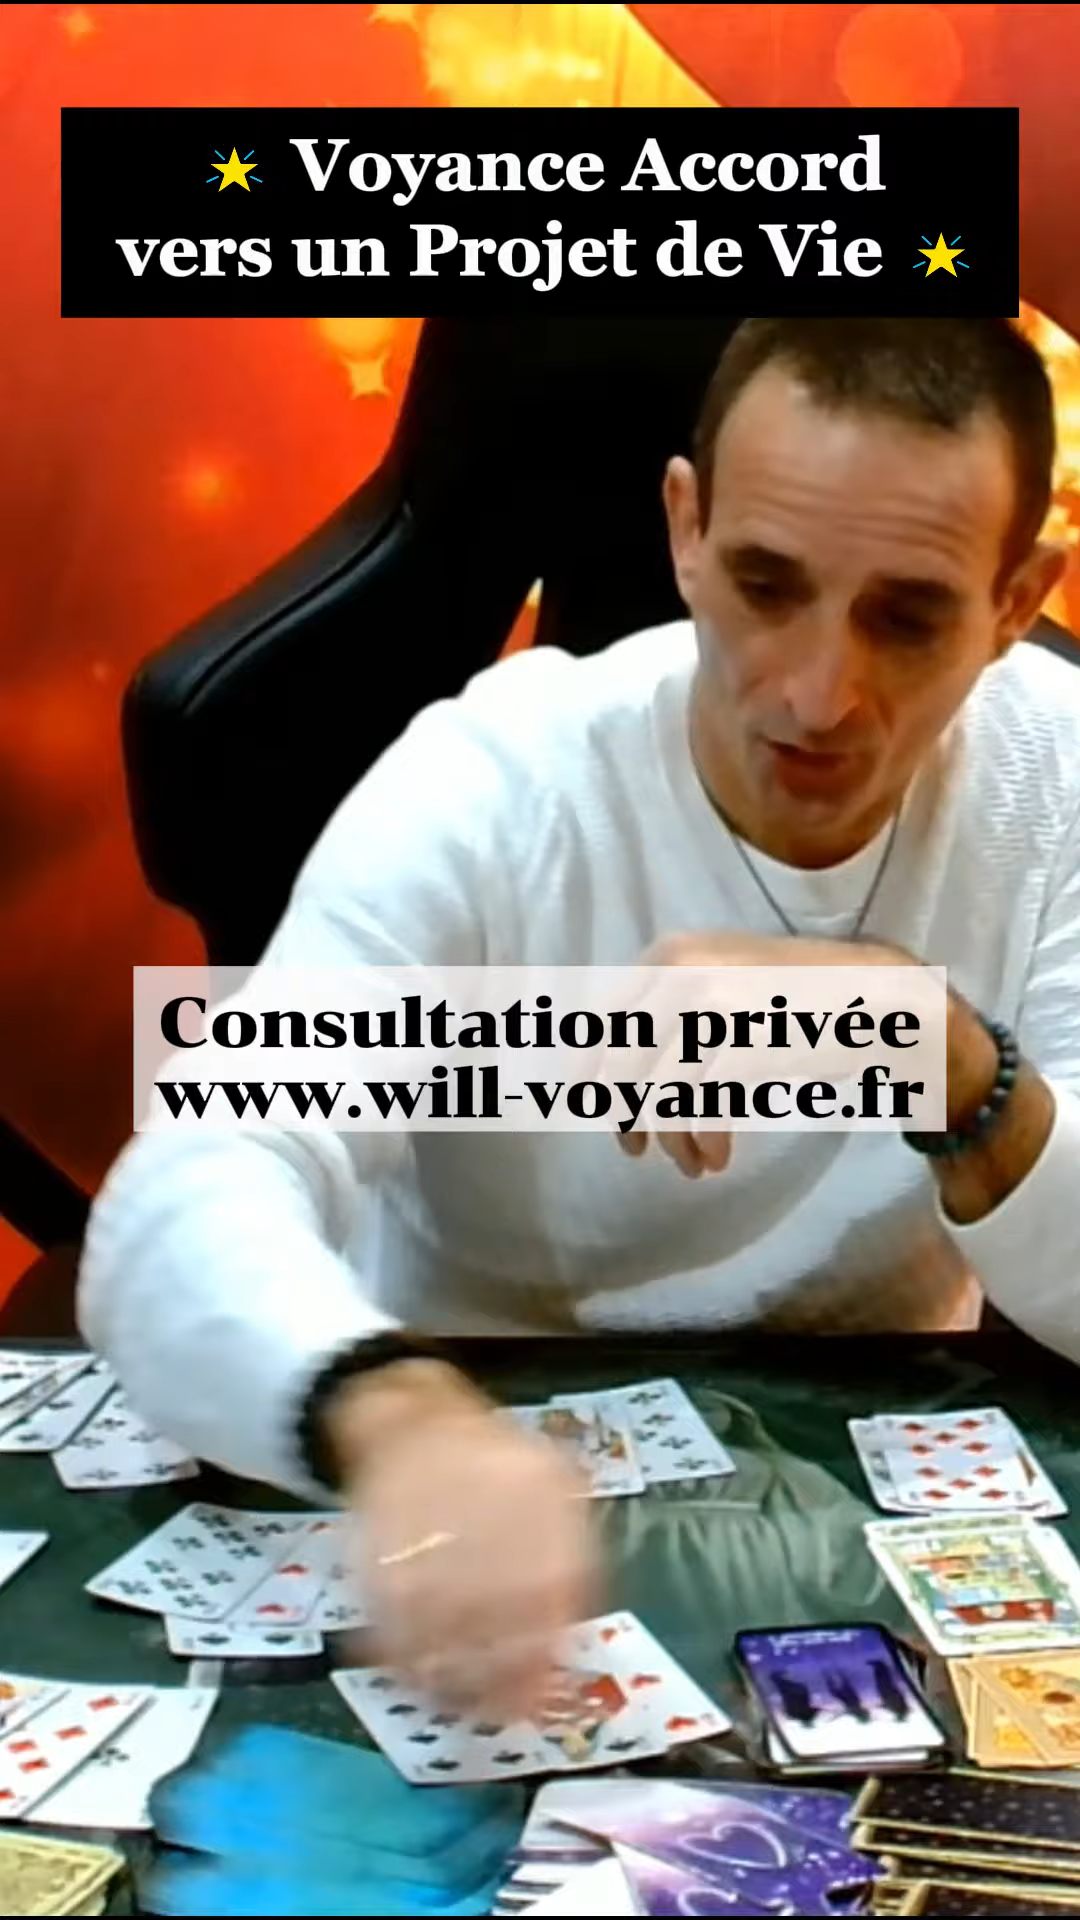 🌟 Voyance Accord
vers un Projet de Vie 🌟
Consultation privée
www.will-voyance.fr